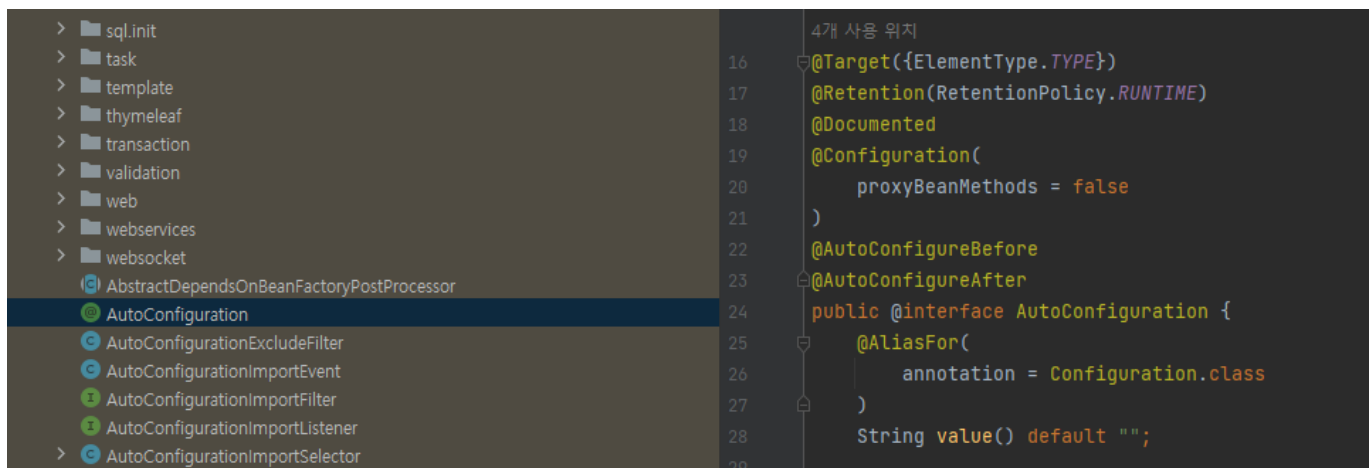 sql.init
task
template
thymeleaf
transaction
validation
web
webservices
websocket
AbstractDependsOnBeanFactoryPostProcessor
AutoConfiguration
AutoConfigurationExcludeFilter
AutoConfigurationImportEvent
AutoConfigurationImportFilter
AutoConfigurationImportListener
AutoConfigurationImportSelector
4개 사용 위치
16 @Target({ElementType.TYPE})
17 @Retention(RetentionPolicy.RUNTIME)
18 @Documented
19 @Configuration(
20 proxyBeanMethods = false
21 )
22 @AutoConfigureBefore
23 @AutoConfigureAfter
24 public @interface AutoConfiguration {
25 @AliasFor(
26 annotation = Configuration.class
27 )
28 String value() default "";